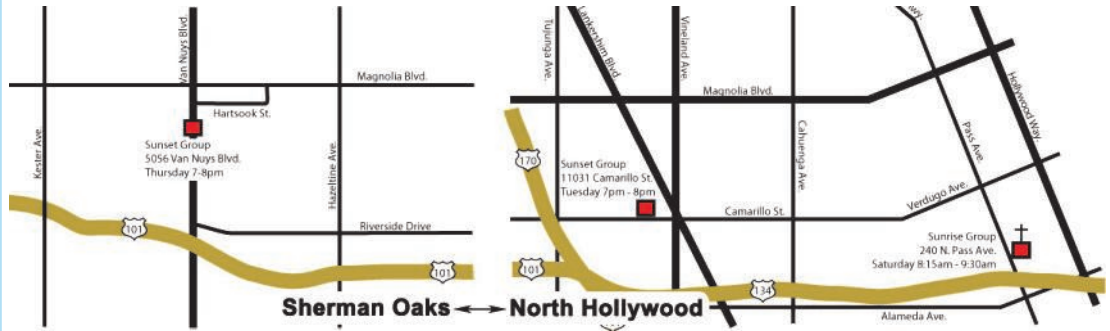 Van Nuys Blvd.
Magnolia Blvd.
Hartsook St.
Kester Ave.
Sunset Group
5056 Van Nuys Blvd.
Thursday 7-8pm
Hazeltine Ave.
101
Riverside Drive
101
Tujunga Ave.
Lankershim Blvd
Vineland Ave.
Magnolia Blvd.
Cahuenga Ave.
Pass Ave.
Hollywood Way.
170
Sunset Group
11031 Camarillo St.
Tuesday 7pm - 8pm
Camarillo St.
Verdugo Ave.
Sunrise Group
240 N. Pass Ave.
Saturday 8:15am - 9:30am
101
134
Alameda Ave.
Sherman Oaks
North Hollywood